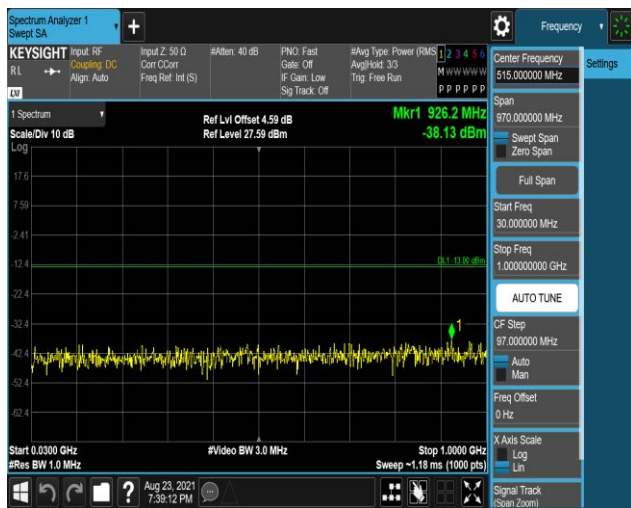 Spectrum Analyzer 1
Swept SA
+
Frequency
KEYSIGHT
RL
LXI
Input: RF
Coupling: DC
Align: Auto
Input Z: 50 Ω
Corr CCorr
Freq Ref: Int (S)
#Atten: 40 dB
PNO: Fast
Gate: Off
IF Gain: Low
Sig Track: Off
#Avg Type: Power (RMS
Avg|Hold: 3/3
Trig: Free Run
1 2 3 4 5 6
M W W W W W
P P P P P P
Center Frequency
515.000000 MHz
Settings
1 Spectrum
Scale/Div 10 dB
Ref Lvl Offset 4.59 dB
Ref Level 27.59 dBm
Mkr1 926.2 MHz
-38.13 dBm
Log
17.6
7.59
-2.41
-12.4
-22.4
-32.4
-42.4
-52.4
-62.4
DL1 -13.00 dBm
1
Span
970.000000 MHz
Swept Span
Zero Span
Full Span
Start Freq
30.000000 MHz
Stop Freq
1.000000000 GHz
AUTO TUNE
CF Step
97.000000 MHz
Auto
Man
Freq Offset
0 Hz
X Axis Scale
Log
Lin
Signal Track
(Span Zoom)
Start 0.0300 GHz
#Res BW 1.0 MHz
#Video BW 3.0 MHz
Stop 1.0000 GHz
Sweep ~1.18 ms (1000 pts)
?
Aug 23, 2021
7:39:12 PM